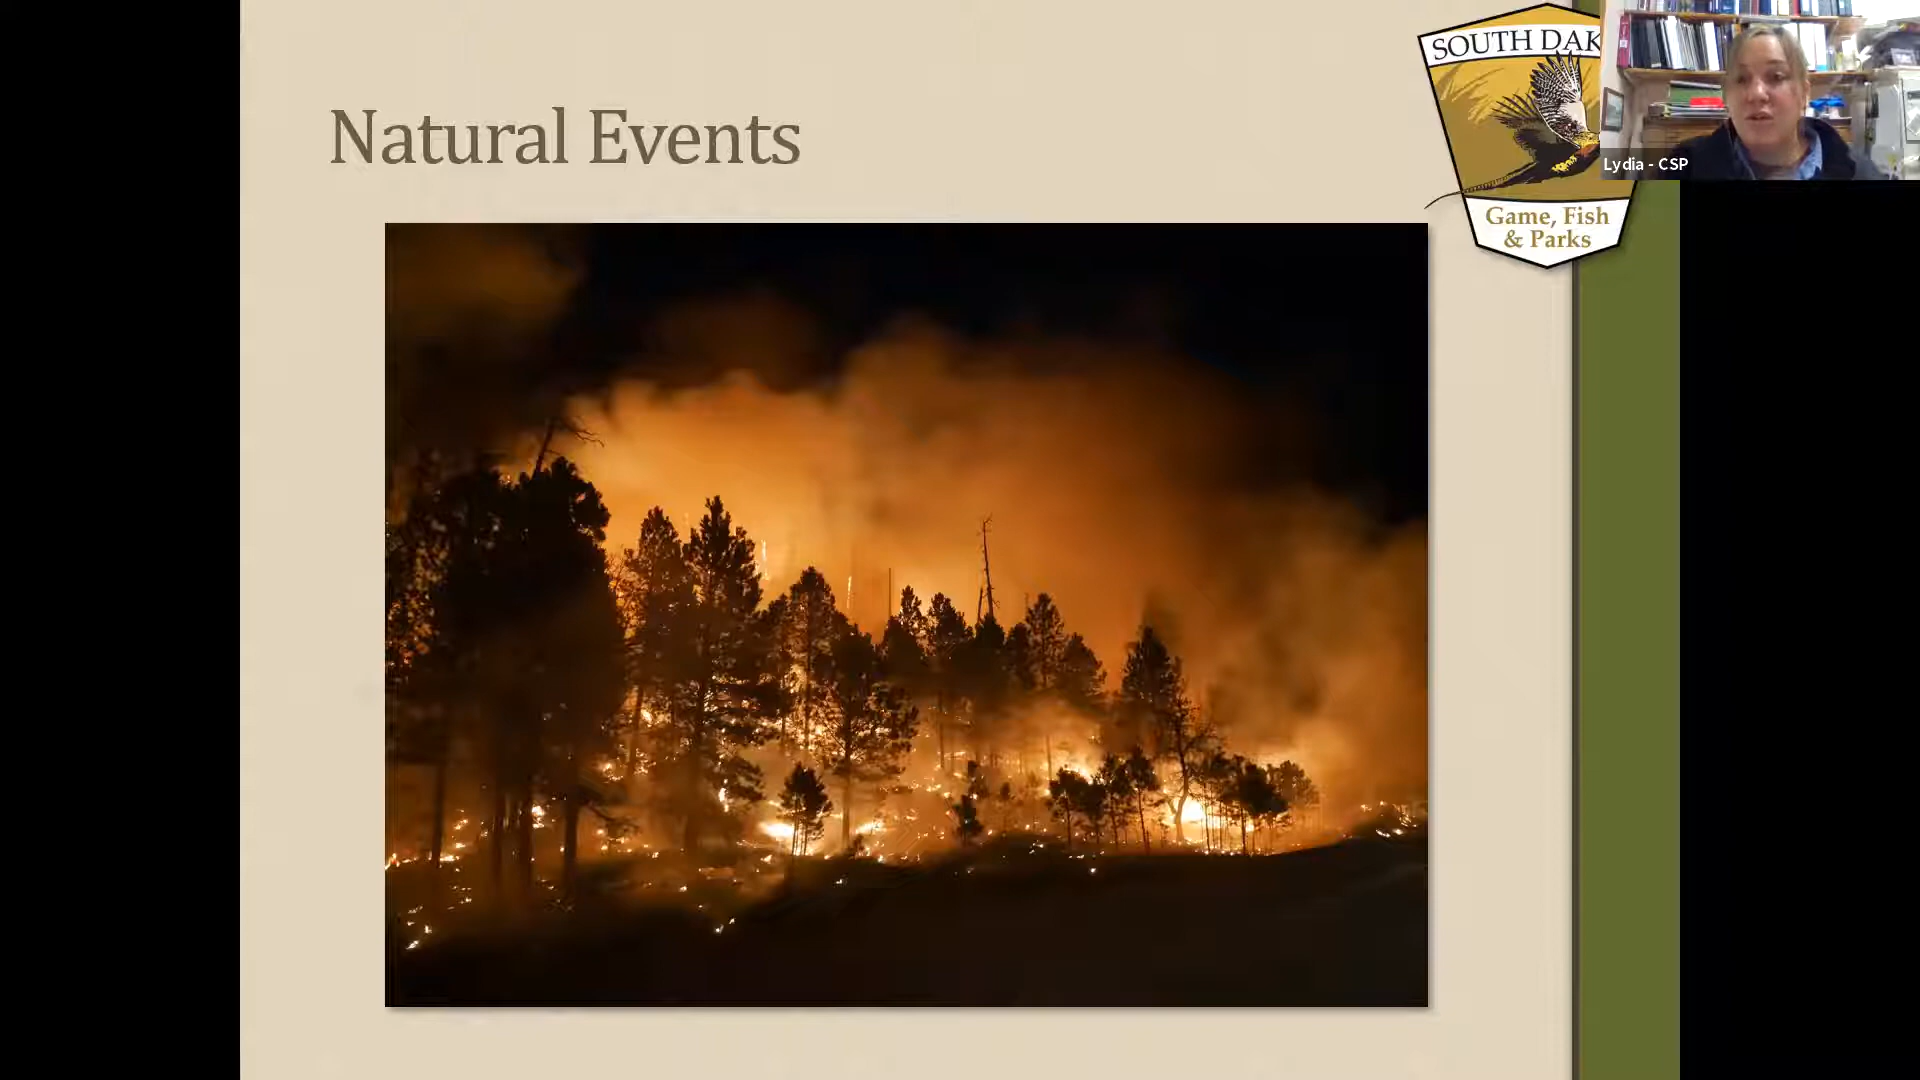 Natural Events
SOUTH DAK
Game, Fish
& Parks
Lydia - CSP